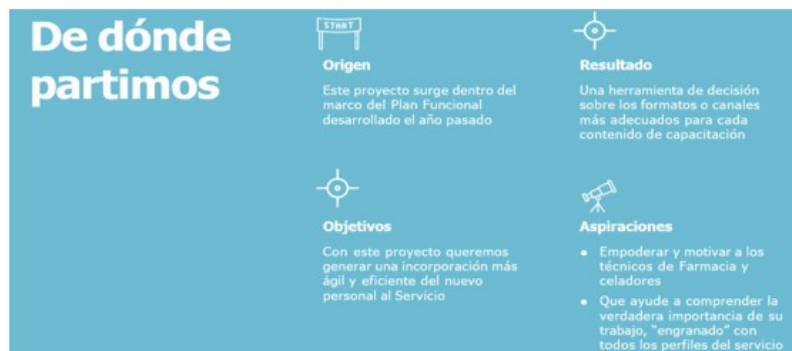 De dónde
partimos
START
Origen
Este proyecto surge dentro del
marco del Plan Funcional
desarrollado el año pasado
Resultado
Una herramienta de decisión
sobre los formatos o canales
más adecuados para cada
contenido de capacitación
Objetivos
Con este proyecto queremos
generar una incorporación más
ágil y eficiente del nuevo
personal al Servicio
Aspiraciones
● Empoderar y motivar a los
técnicos de Farmacia y
celadores
● Que ayude a comprender la
verdadera importancia de su
trabajo, "engranado" con
todos los perfiles del servicio